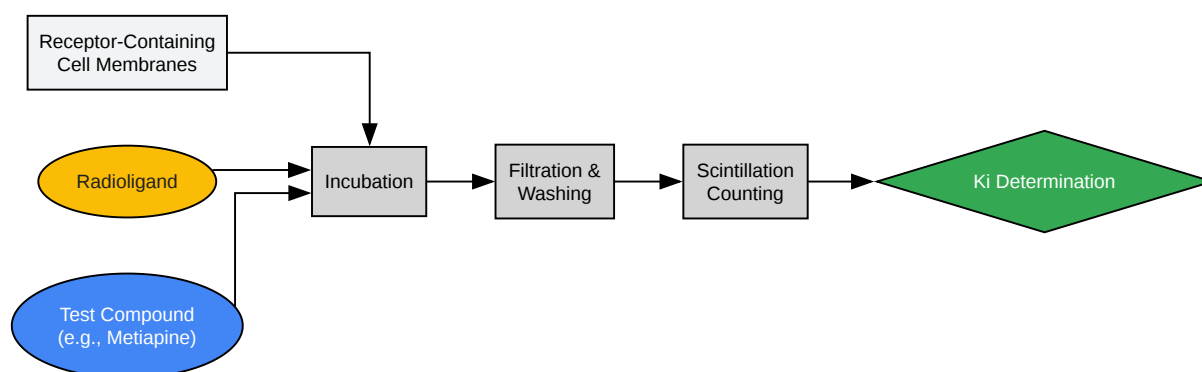 Receptor-Containing
Cell Membranes
Radioligand
Test Compound
(e.g., Metiapine)
Incubation
Filtration &
Washing
Scintillation
Counting
Ki Determination